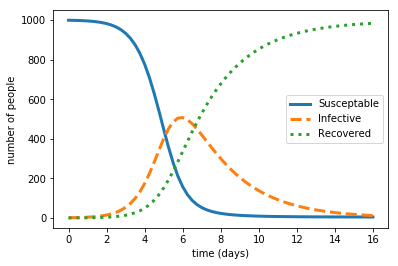 1000
800
600
400
200
0
number of people
Susceptable
Infective
Recovered
0 2 4 6 8 10 12 14 16
time (days)